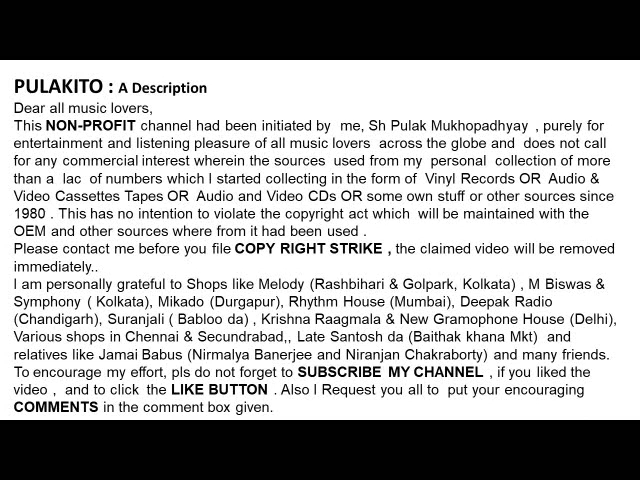 PULAKITO : A Description
Dear all music lovers,
This NON-PROFIT channel had been initiated by me, Sh Pulak Mukhopadhyay , purely for
entertainment and listening pleasure of all music lovers across the globe and does not call
for any commercial interest wherein the sources used from my personal collection of more
than a lac of numbers which I started collecting in the form of Vinyl Records OR Audio &
Video Cassettes Tapes OR Audio and Video CDs OR some own stuff or other sources since
1980 . This has no intention to violate the copyright act which will be maintained with the
OEM and other sources where from it had been used .
Please contact me before you file COPY RIGHT STRIKE , the claimed video will be removed
immediately..
I am personally grateful to Shops like Melody (Rashbihari & Golpark, Kolkata) , M Biswas &
Symphony ( Kolkata), Mikado (Durgapur), Rhythm House (Mumbai), Deepak Radio
(Chandigarh), Suranjali ( Babloo da) , Krishna Raagmala & New Gramophone House (Delhi),
Various shops in Chennai & Secundrabad,, Late Santosh da (Baithak khana Mkt) and
relatives like Jamai Babus (Nirmalya Banerjee and Niranjan Chakraborty) and many friends.
To encourage my effort, pls do not forget to SUBSCRIBE MY CHANNEL , if you liked the
video , and to click the LIKE BUTTON . Also I Request you all to put your encouraging
COMMENTS in the comment box given.